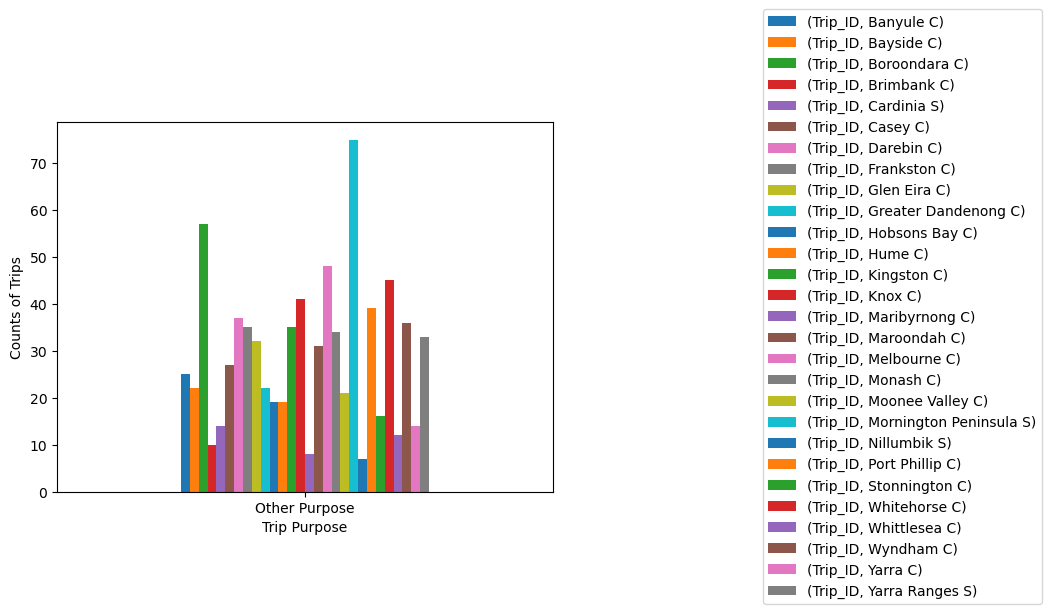 70
60
50
40
30
20
10
0
Counts of Trips
Other Purpose
Trip Purpose
(Trip_ID, Banyule C)
(Trip_ID, Bayside C)
(Trip_ID, Boroondara C)
(Trip_ID, Brimbank C)
(Trip_ID, Cardinia S)
(Trip_ID, Casey C)
(Trip_ID, Darebin C)
(Trip_ID, Frankston C)
(Trip_ID, Glen Eira C)
(Trip_ID, Greater Dandenong C)
(Trip_ID, Hobsons Bay C)
(Trip_ID, Hume C)
(Trip_ID, Kingston C)
(Trip_ID, Knox C)
(Trip_ID, Maribyrnong C)
(Trip_ID, Maroondah C)
(Trip_ID, Melbourne C)
(Trip_ID, Monash C)
(Trip_ID, Moonee Valley C)
(Trip_ID, Mornington Peninsula S)
(Trip_ID, Nillumbik S)
(Trip_ID, Port Phillip C)
(Trip_ID, Stonnington C)
(Trip_ID, Whitehorse C)
(Trip_ID, Whittlesea C)
(Trip_ID, Wyndham C)
(Trip_ID, Yarra C)
(Trip_ID, Yarra Ranges S)